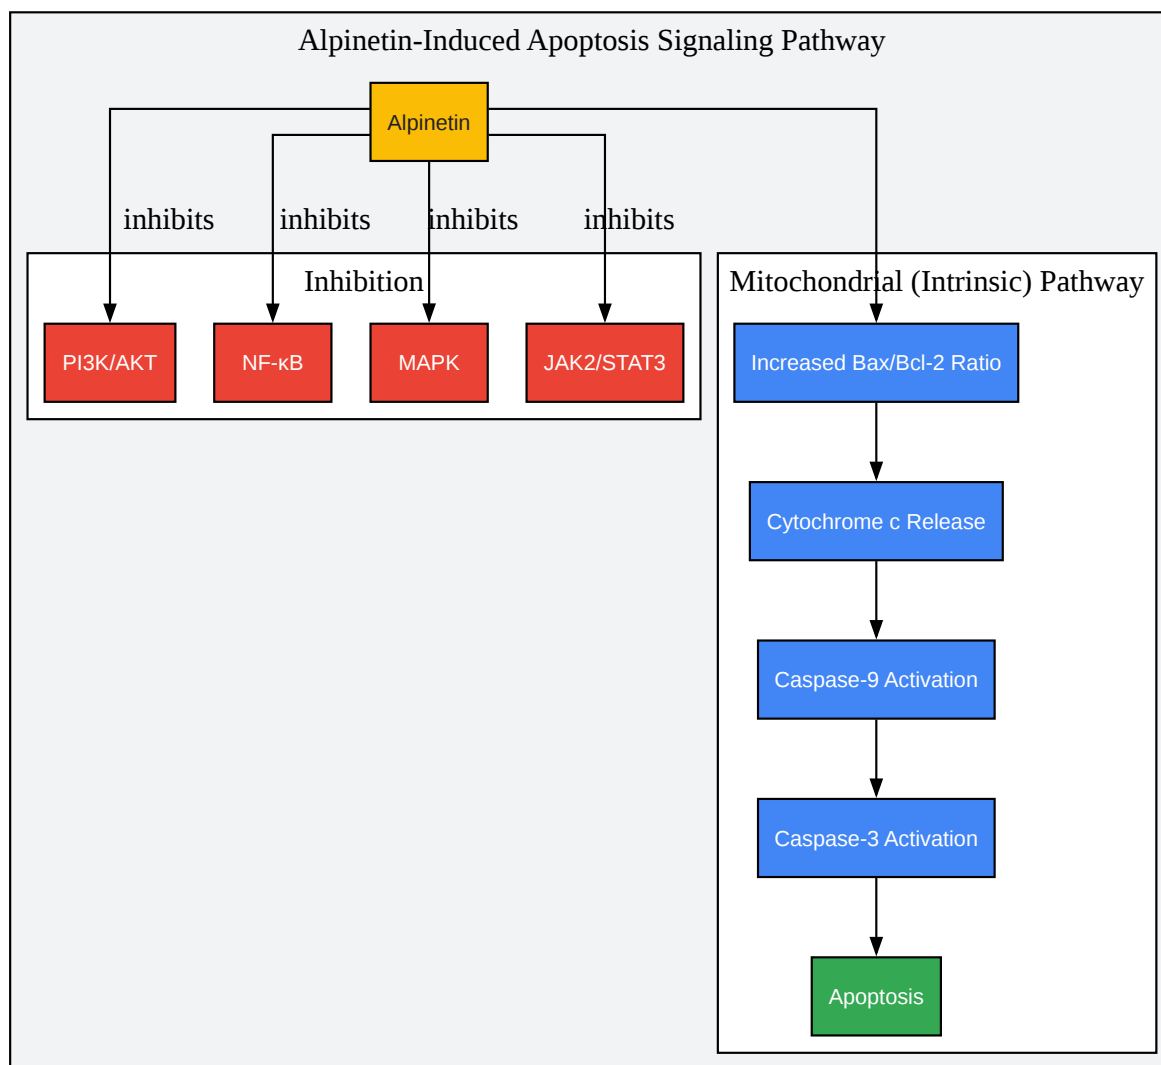 Alpinetin-Induced Apoptosis Signaling Pathway
Alpinetin
inhibits
inhibits
inhibits
inhibits
Inhibition
PI3K/AKT
NF-κB
MAPK
JAK2/STAT3
Mitochondrial (Intrinsic) Pathway
Increased Bax/Bcl-2 Ratio
Cytochrome c Release
Caspase-9 Activation
Caspase-3 Activation
Apoptosis